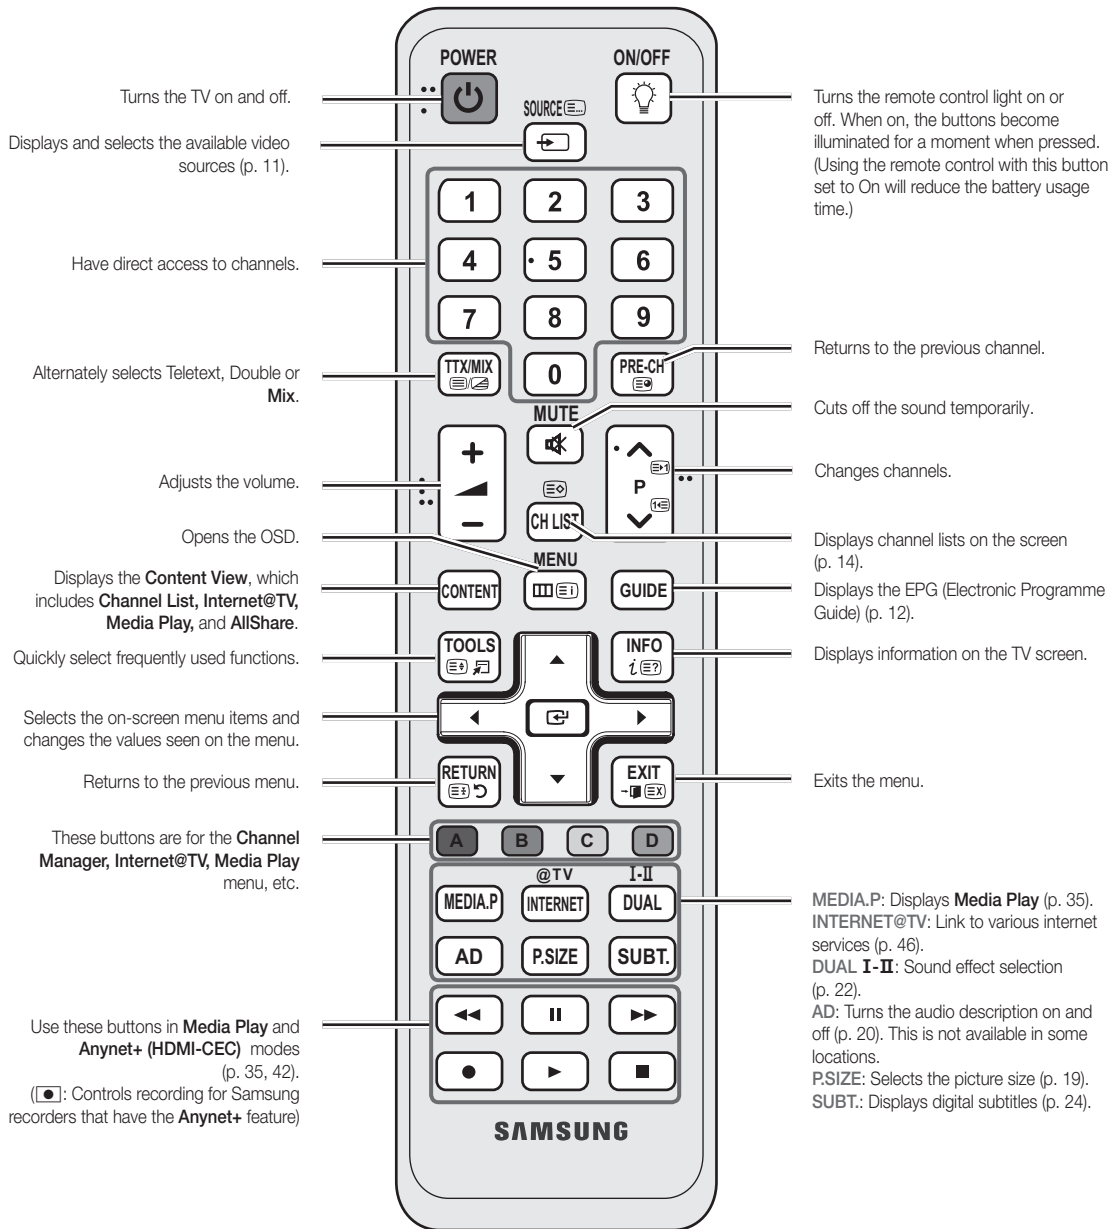 POWER
ON/OFF
Turns the TV on and off.
SOURCE
Displays and selects the available video
sources (p. 11).
Turns the remote control light on or
off. When on, the buttons become
illuminated for a moment when pressed.
(Using the remote control with this button
set to On will reduce the battery usage
time.)
1 2 3
Have direct access to channels.
4 5 6
7 8 9
Alternately selects Teletext, Double or
Mix.
TTX/MIX
0
PRE-CH
Returns to the previous channel.
MUTE
Cuts off the sound temporarily.
Adjusts the volume.
+
−
P
Changes channels.
CH LIST
Displays channel lists on the screen
(p. 14).
Opens the OSD.
MENU
Displays the Content View, which
includes Channel List, Internet@TV,
Media Play, and AllShare.
CONTENT
GUIDE
Displays the EPG (Electronic Programme
Guide) (p. 12).
Quickly select frequently used functions.
TOOLS
INFO
i
Displays information on the TV screen.
Selects the on-screen menu items and
changes the values seen on the menu.
Returns to the previous menu.
RETURN
EXIT
Exits the menu.
These buttons are for the Channel
Manager, Internet@TV, Media Play
menu, etc.
A B C D
@TV
I-II
MEDIA.P INTERNET DUAL
AD P.SIZE SUBT.
MEDIA.P: Displays Media Play (p. 35).
INTERNET@TV: Link to various internet
services (p. 46).
DUAL I-II: Sound effect selection
(p. 22).
AD: Turns the audio description on and
off (p. 20). This is not available in some
locations.
P.SIZE: Selects the picture size (p. 19).
SUBT.: Displays digital subtitles (p. 24).
Use these buttons in Media Play and
Anynet+ (HDMI-CEC) modes
(p. 35, 42).
(: Controls recording for Samsung
recorders that have the Anynet+ feature)
SAMSUNG